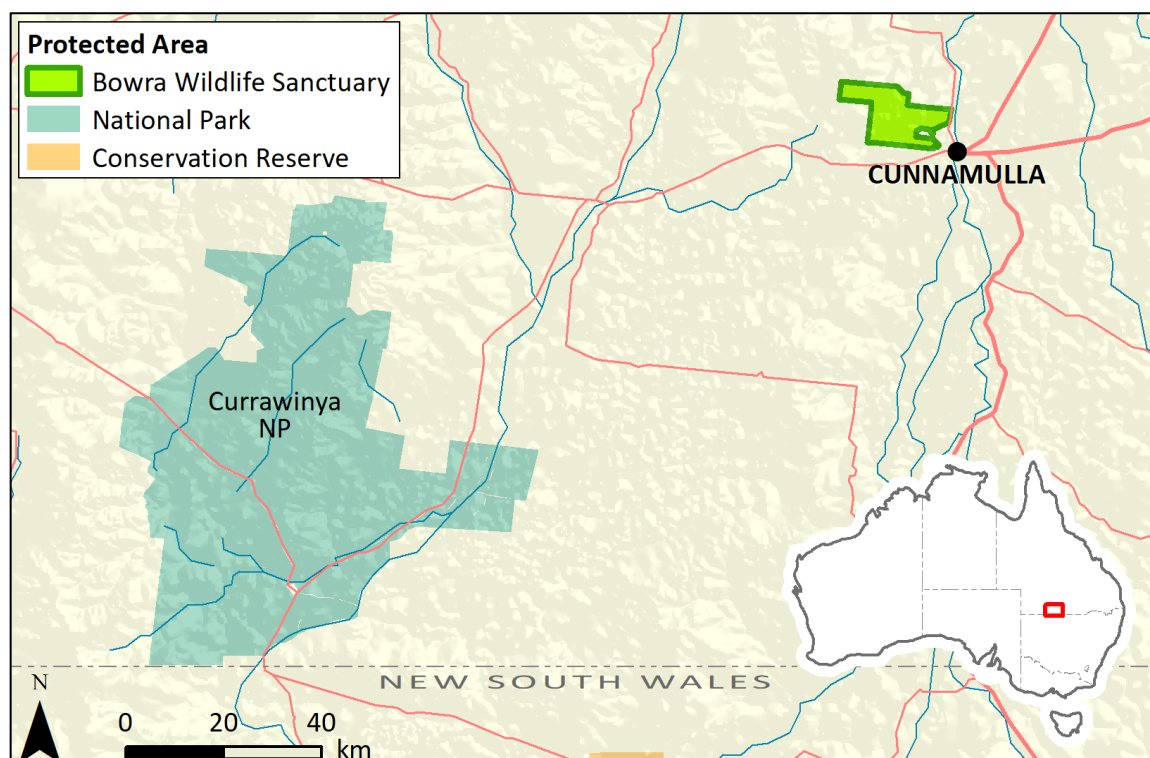 Protected Area
Bowra Wildlife Sanctuary
National Park
Conservation Reserve
CUNNAMULLA
Currawinya
NP
NEW SOUTH WALES
N
0 20 40
km